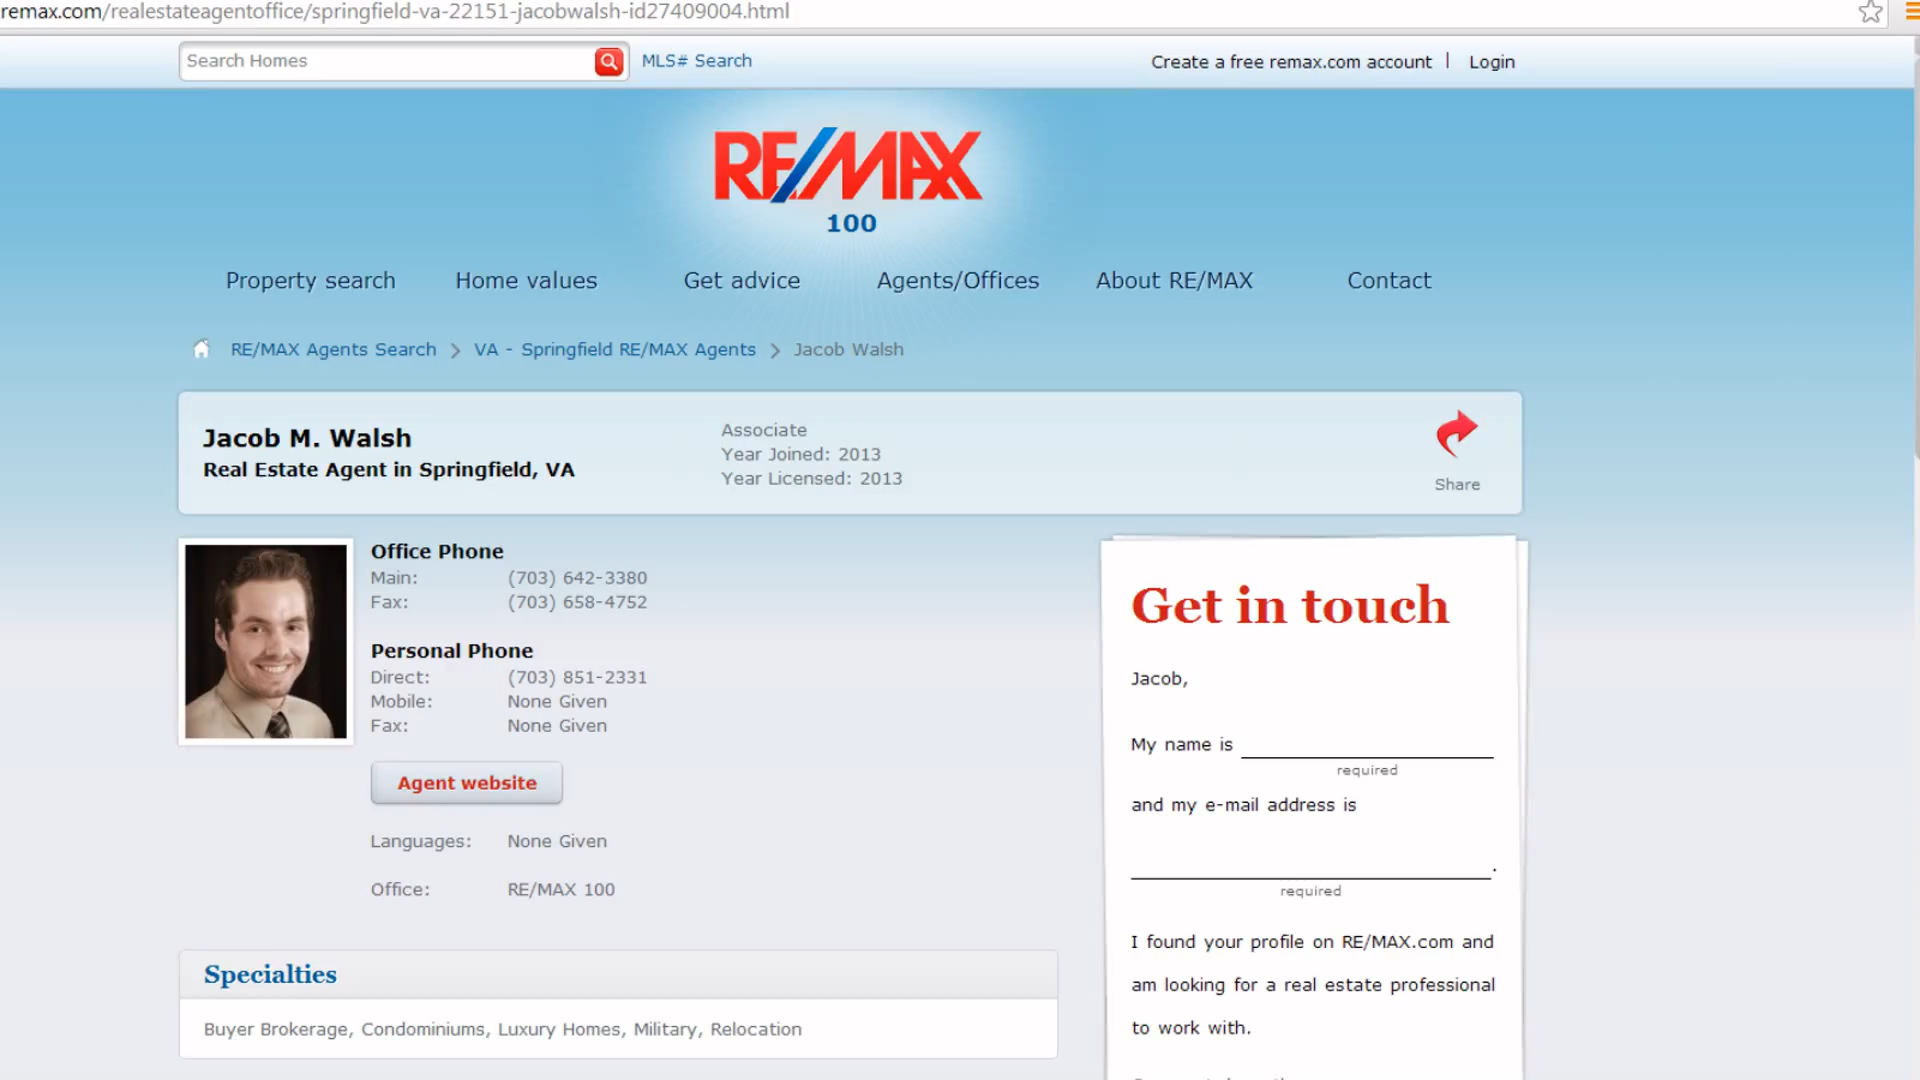 remax.com/realestateagentoffice/springfield-va-22151-jacobwalsh-id27409004.html
Search Homes
MLS# Search
Create a free remax.com account | Login
RE/MAX
100
Property search
Home values
Get advice
Agents/Offices
About RE/MAX
Contact
RE/MAX Agents Search > VA - Springfield RE/MAX Agents > Jacob Walsh
Jacob M. Walsh
Real Estate Agent in Springfield, VA
Associate
Year Joined: 2013
Year Licensed: 2013
Share
Office Phone
Main: (703) 642-3380
Fax: (703) 658-4752
Personal Phone
Direct: (703) 851-2331
Mobile: None Given
Fax: None Given
Agent website
Languages: None Given
Office: RE/MAX 100
Specialties
Buyer Brokerage, Condominiums, Luxury Homes, Military, Relocation
Get in touch
Jacob,
My name is
required
and my e-mail address is
.
required
I found your profile on RE/MAX.com and
am looking for a real estate professional
to work with.